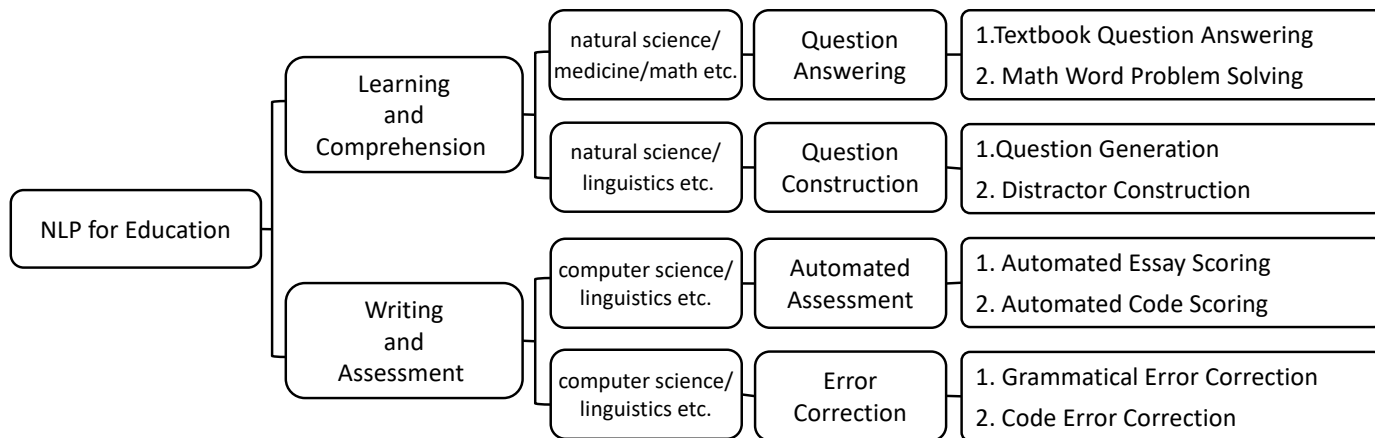 NLP for Education
Learning
and
Comprehension
natural science/
medicine/math etc.
Question
Answering
1.Textbook Question Answering
2. Math Word Problem Solving
natural science/
linguistics etc.
Question
Construction
1.Question Generation
2. Distractor Construction
Writing
and
Assessment
computer science/
linguistics etc.
Automated
Assessment
1. Automated Essay Scoring
2. Automated Code Scoring
computer science/
linguistics etc.
Error
Correction
1. Grammatical Error Correction
2. Code Error Correction